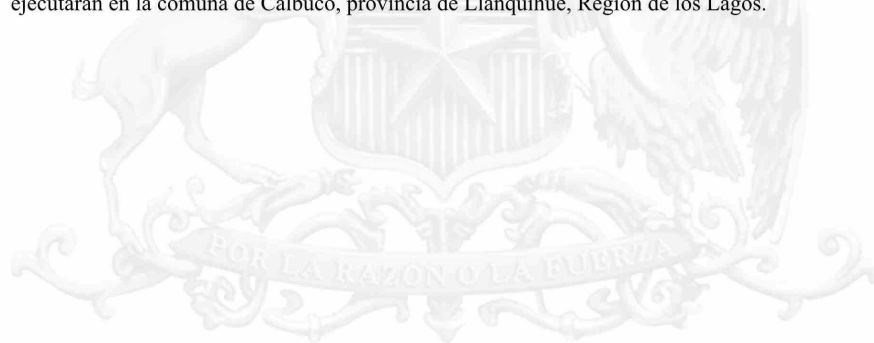 ejecutarán en la comuna de Calbuco, provincia de Llanquihue, Región de los Lagos.
POR LA RAZON O LA FUERZA